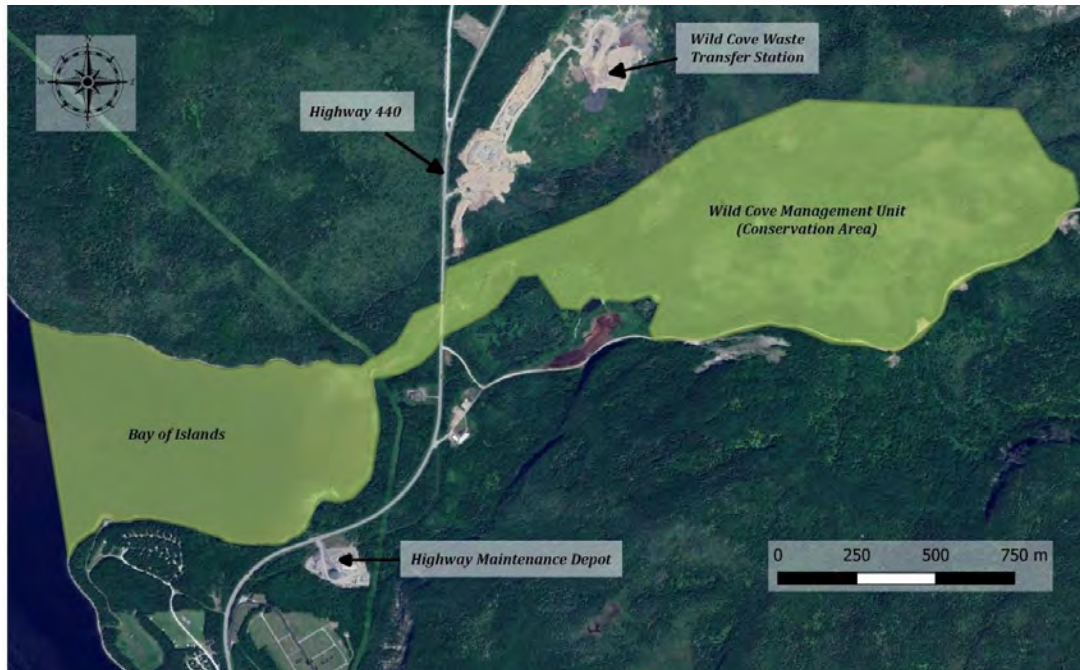 Wild Cove Waste
Transfer Station
Highway 440
Wild Cove Management Unit
(Conservation Area)
Bay of Islands
Highway Maintenance Depot
0 250 500 750 m